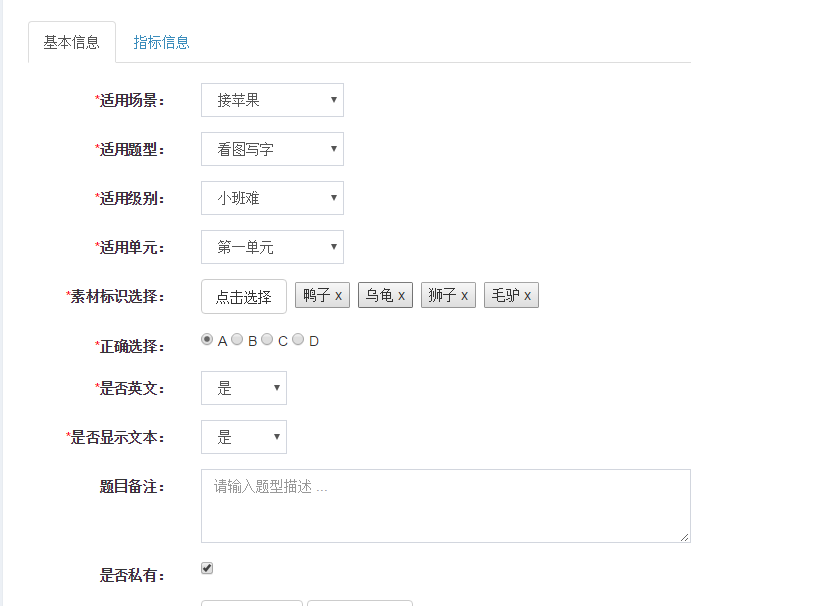 基本信息 指标信息
*适用场景： 接苹果
*适用题型： 看图写字
*适用级别： 小班难
*适用单元： 第一单元
*素材标识选择： 点击选择 鸭子 x 乌龟 x 狮子 x 毛驴 x
*正确选择： A B C D
*是否英文： 是
*是否显示文本： 是
题目备注： 请输入题型描述 ...
是否私有：